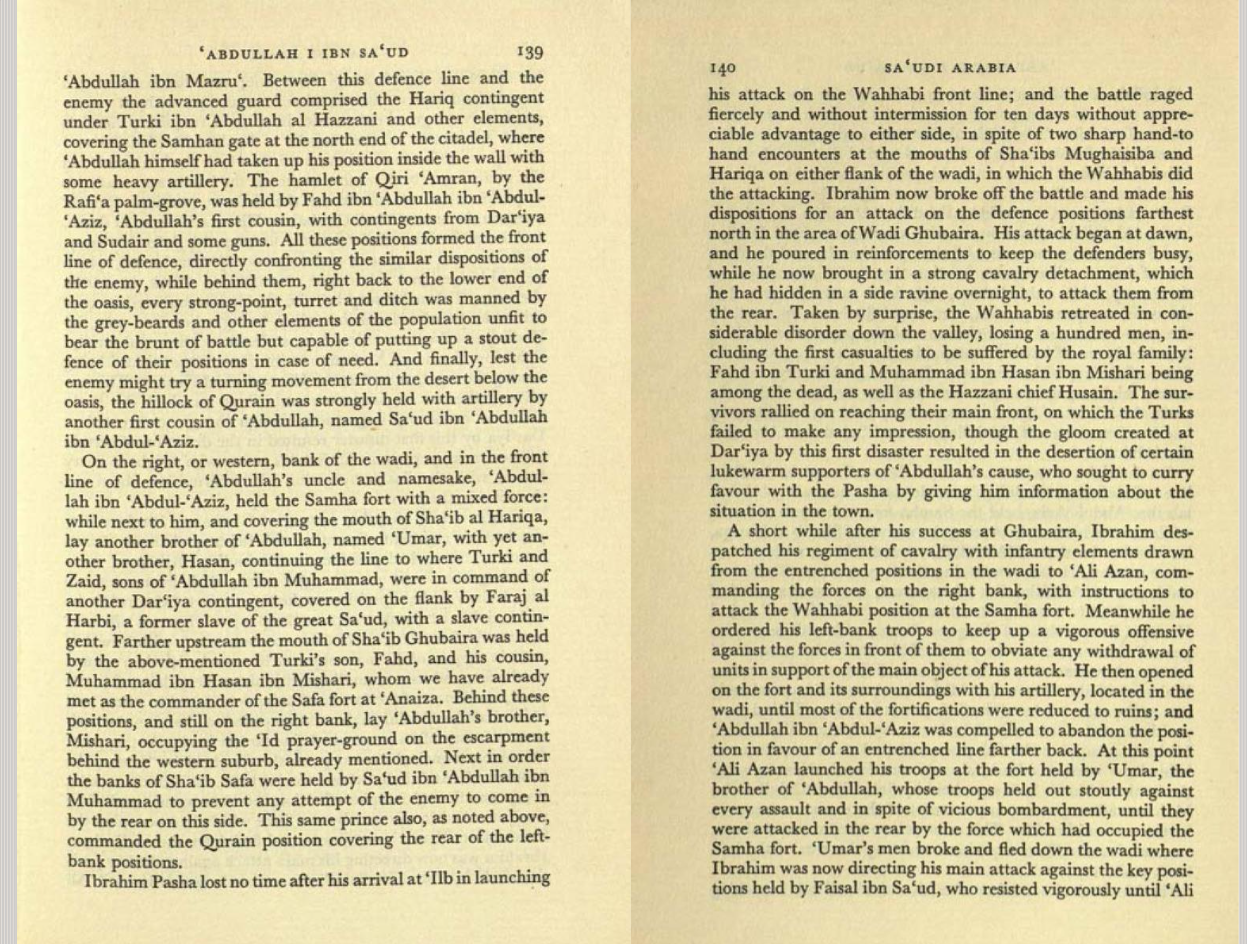 ‘ABDULLAH I IBN SA‘UD 139
‘Abdullah ibn Mazru‘. Between this defence line and the
enemy the advanced guard comprised the Hariq contingent
under Turki ibn ‘Abdullah al Hazzani and other elements,
covering the Samhan gate at the north end of the citadel, where
‘Abdullah himself had taken up his position inside the wall with
some heavy artillery. The hamlet of Qiri ‘Amran, by the
Rafi‘a palm-grove, was held by Fahd ibn ‘Abdullah ibn ‘Abdul-
‘Aziz, ‘Abdullah’s first cousin, with contingents from Dar‘iya
and Sudair and some guns. All these positions formed the front
line of defence, directly confronting the similar dispositions of
the enemy, while behind them, right back to the lower end of
the oasis, every strong-point, turret and ditch was manned by
the grey-beards and other elements of the population unfit to
bear the brunt of battle but capable of putting up a stout de-
fence of their positions in case of need. And finally, lest the
enemy might try a turning movement from the desert below the
oasis, the hillock of Qurain was strongly held with artillery by
another first cousin of ‘Abdullah, named Sa‘ud ibn ‘Abdullah
ibn ‘Abdul-‘Aziz.
On the right, or western, bank of the wadi, and in the front
line of defence, ‘Abdullah’s uncle and namesake, ‘Abdul-
lah ibn ‘Abdul-‘Aziz, held the Samha fort with a mixed force:
while next to him, and covering the mouth of Sha‘ib al Hariqa,
lay another brother of ‘Abdullah, named ‘Umar, with yet an-
other brother, Hasan, continuing the line to where Turki and
Zaid, sons of ‘Abdullah ibn Muhammad, were in command of
another Dar‘iya contingent, covered on the flank by Faraj al
Harbi, a former slave of the great Sa‘ud, with a slave contin-
gent. Farther upstream the mouth of Sha‘ib Ghubaira was held
by the above-mentioned Turki’s son, Fahd, and his cousin,
Muhammad ibn Hasan ibn Mishari, whom we have already
met as the commander of the Safa fort at ‘Anaiza. Behind these
positions, and still on the right bank, lay ‘Abdullah’s brother,
Mishari, occupying the ‘Id prayer-ground on the escarpment
behind the western suburb, already mentioned. Next in order
the banks of Sha‘ib Safa were held by Sa‘ud ibn ‘Abdullah ibn
Muhammad to prevent any attempt of the enemy to come in
by the rear on this side. This same prince also, as noted above,
commanded the Qurain position covering the rear of the left-
bank positions.
Ibrahim Pasha lost no time after his arrival at ‘Ilb in launching
140 SA‘UDI ARABIA
his attack on the Wahhabi front line; and the battle raged
fiercely and without intermission for ten days without appre-
ciable advantage to either side, in spite of two sharp hand-to
hand encounters at the mouths of Sha‘ibs Mughaisiba and
Hariqa on either flank of the wadi, in which the Wahhabis did
the attacking. Ibrahim now broke off the battle and made his
dispositions for an attack on the defence positions farthest
north in the area of Wadi Ghubaira. His attack began at dawn,
and he poured in reinforcements to keep the defenders busy,
while he now brought in a strong cavalry detachment, which
he had hidden in a side ravine overnight, to attack them from
the rear. Taken by surprise, the Wahhabis retreated in con-
siderable disorder down the valley, losing a hundred men, in-
cluding the first casualties to be suffered by the royal family:
Fahd ibn Turki and Muhammad ibn Hasan ibn Mishari being
among the dead, as well as the Hazzani chief Husain. The sur-
vivors rallied on reaching their main front, on which the Turks
failed to make any impression, though the gloom created at
Dar‘iya by this first disaster resulted in the desertion of certain
lukewarm supporters of ‘Abdullah’s cause, who sought to curry
favour with the Pasha by giving him information about the
situation in the town.
A short while after his success at Ghubaira, Ibrahim des-
patched his regiment of cavalry with infantry elements drawn
from the entrenched positions in the wadi to ‘Ali Azan, com-
manding the forces on the right bank, with instructions to
attack the Wahhabi position at the Samha fort. Meanwhile he
ordered his left-bank troops to keep up a vigorous offensive
against the forces in front of them to obviate any withdrawal of
units in support of the main object of his attack. He then opened
on the fort and its surroundings with his artillery, located in the
wadi, until most of the fortifications were reduced to ruins; and
‘Abdullah ibn ‘Abdul-‘Aziz was compelled to abandon the posi-
tion in favour of an entrenched line farther back. At this point
‘Ali Azan launched his troops at the fort held by ‘Umar, the
brother of ‘Abdullah, whose troops held out stoutly against
every assault and in spite of vicious bombardment, until they
were attacked in the rear by the force which had occupied the
Samha fort. ‘Umar’s men broke and fled down the wadi where
Ibrahim was now directing his main attack against the key posi-
tions held by Faisal ibn Sa‘ud, who resisted vigorously until ‘Ali